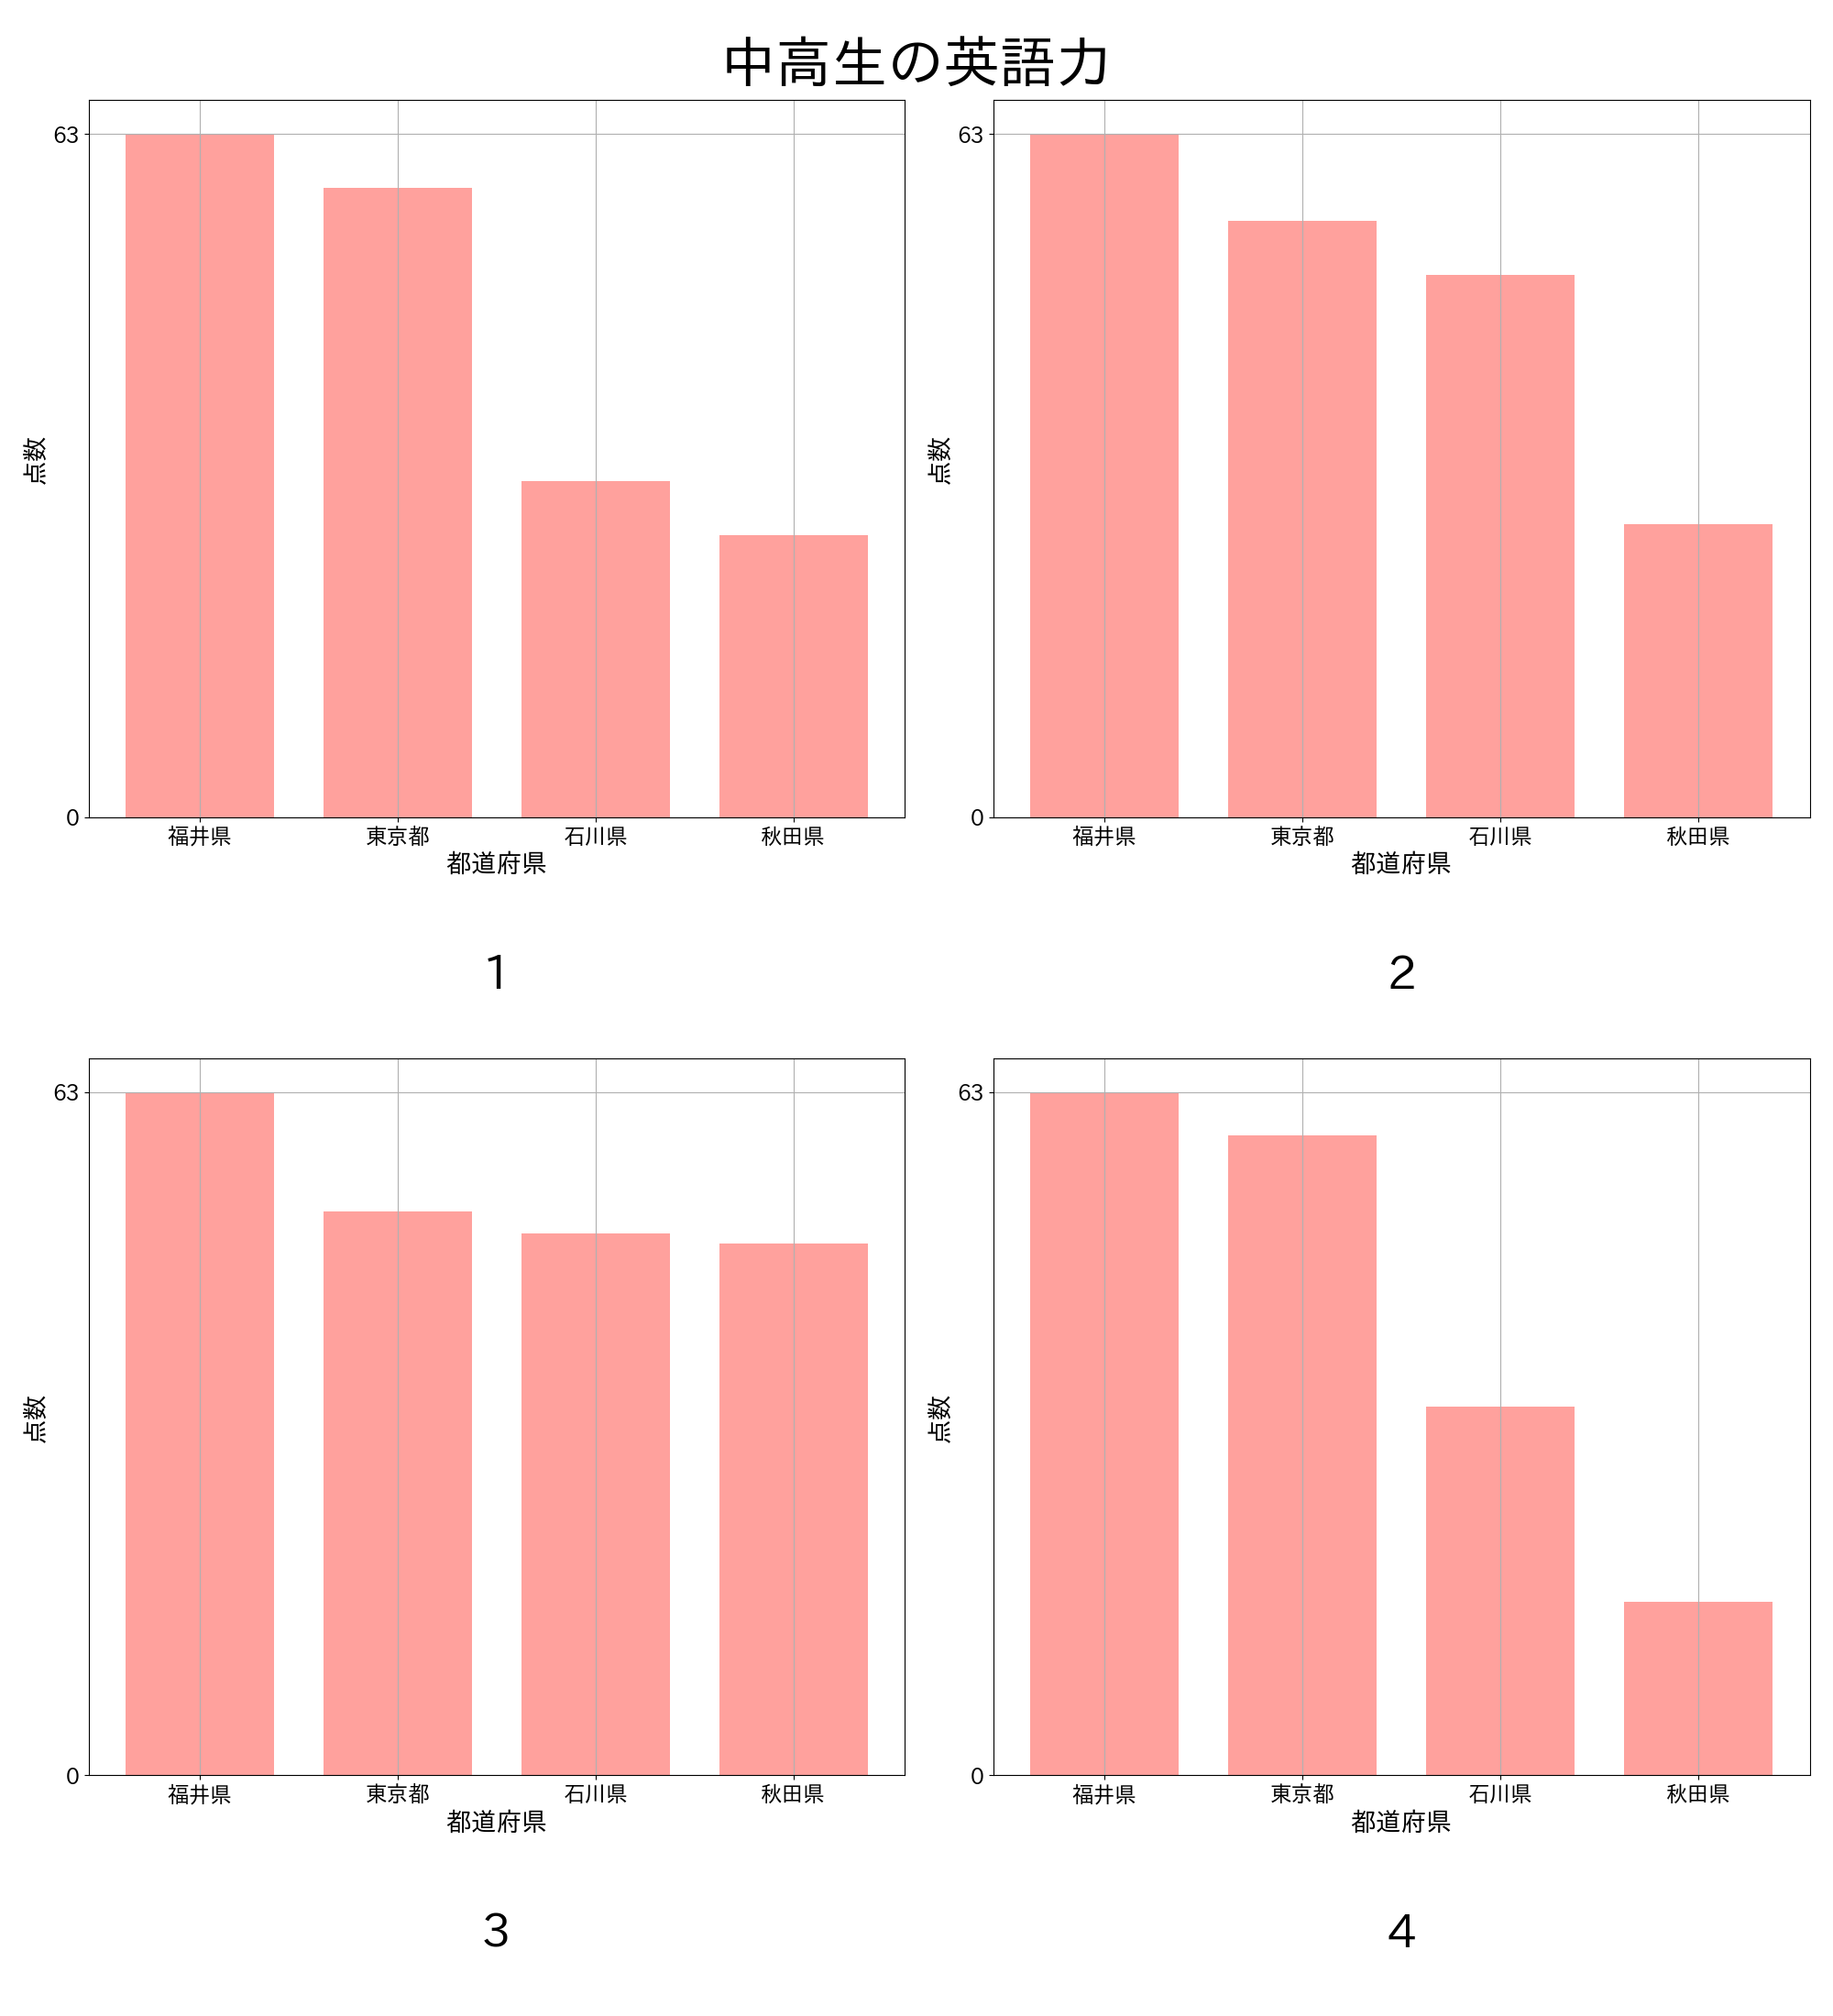 中高生の英語力
63
点数
0
福井県 東京都 石川県 秋田県
都道府県
1
63
点数
0
福井県 東京都 石川県 秋田県
都道府県
2
63
点数
0
福井県 東京都 石川県 秋田県
都道府県
3
63
点数
0
福井県 東京都 石川県 秋田県
都道府県
4